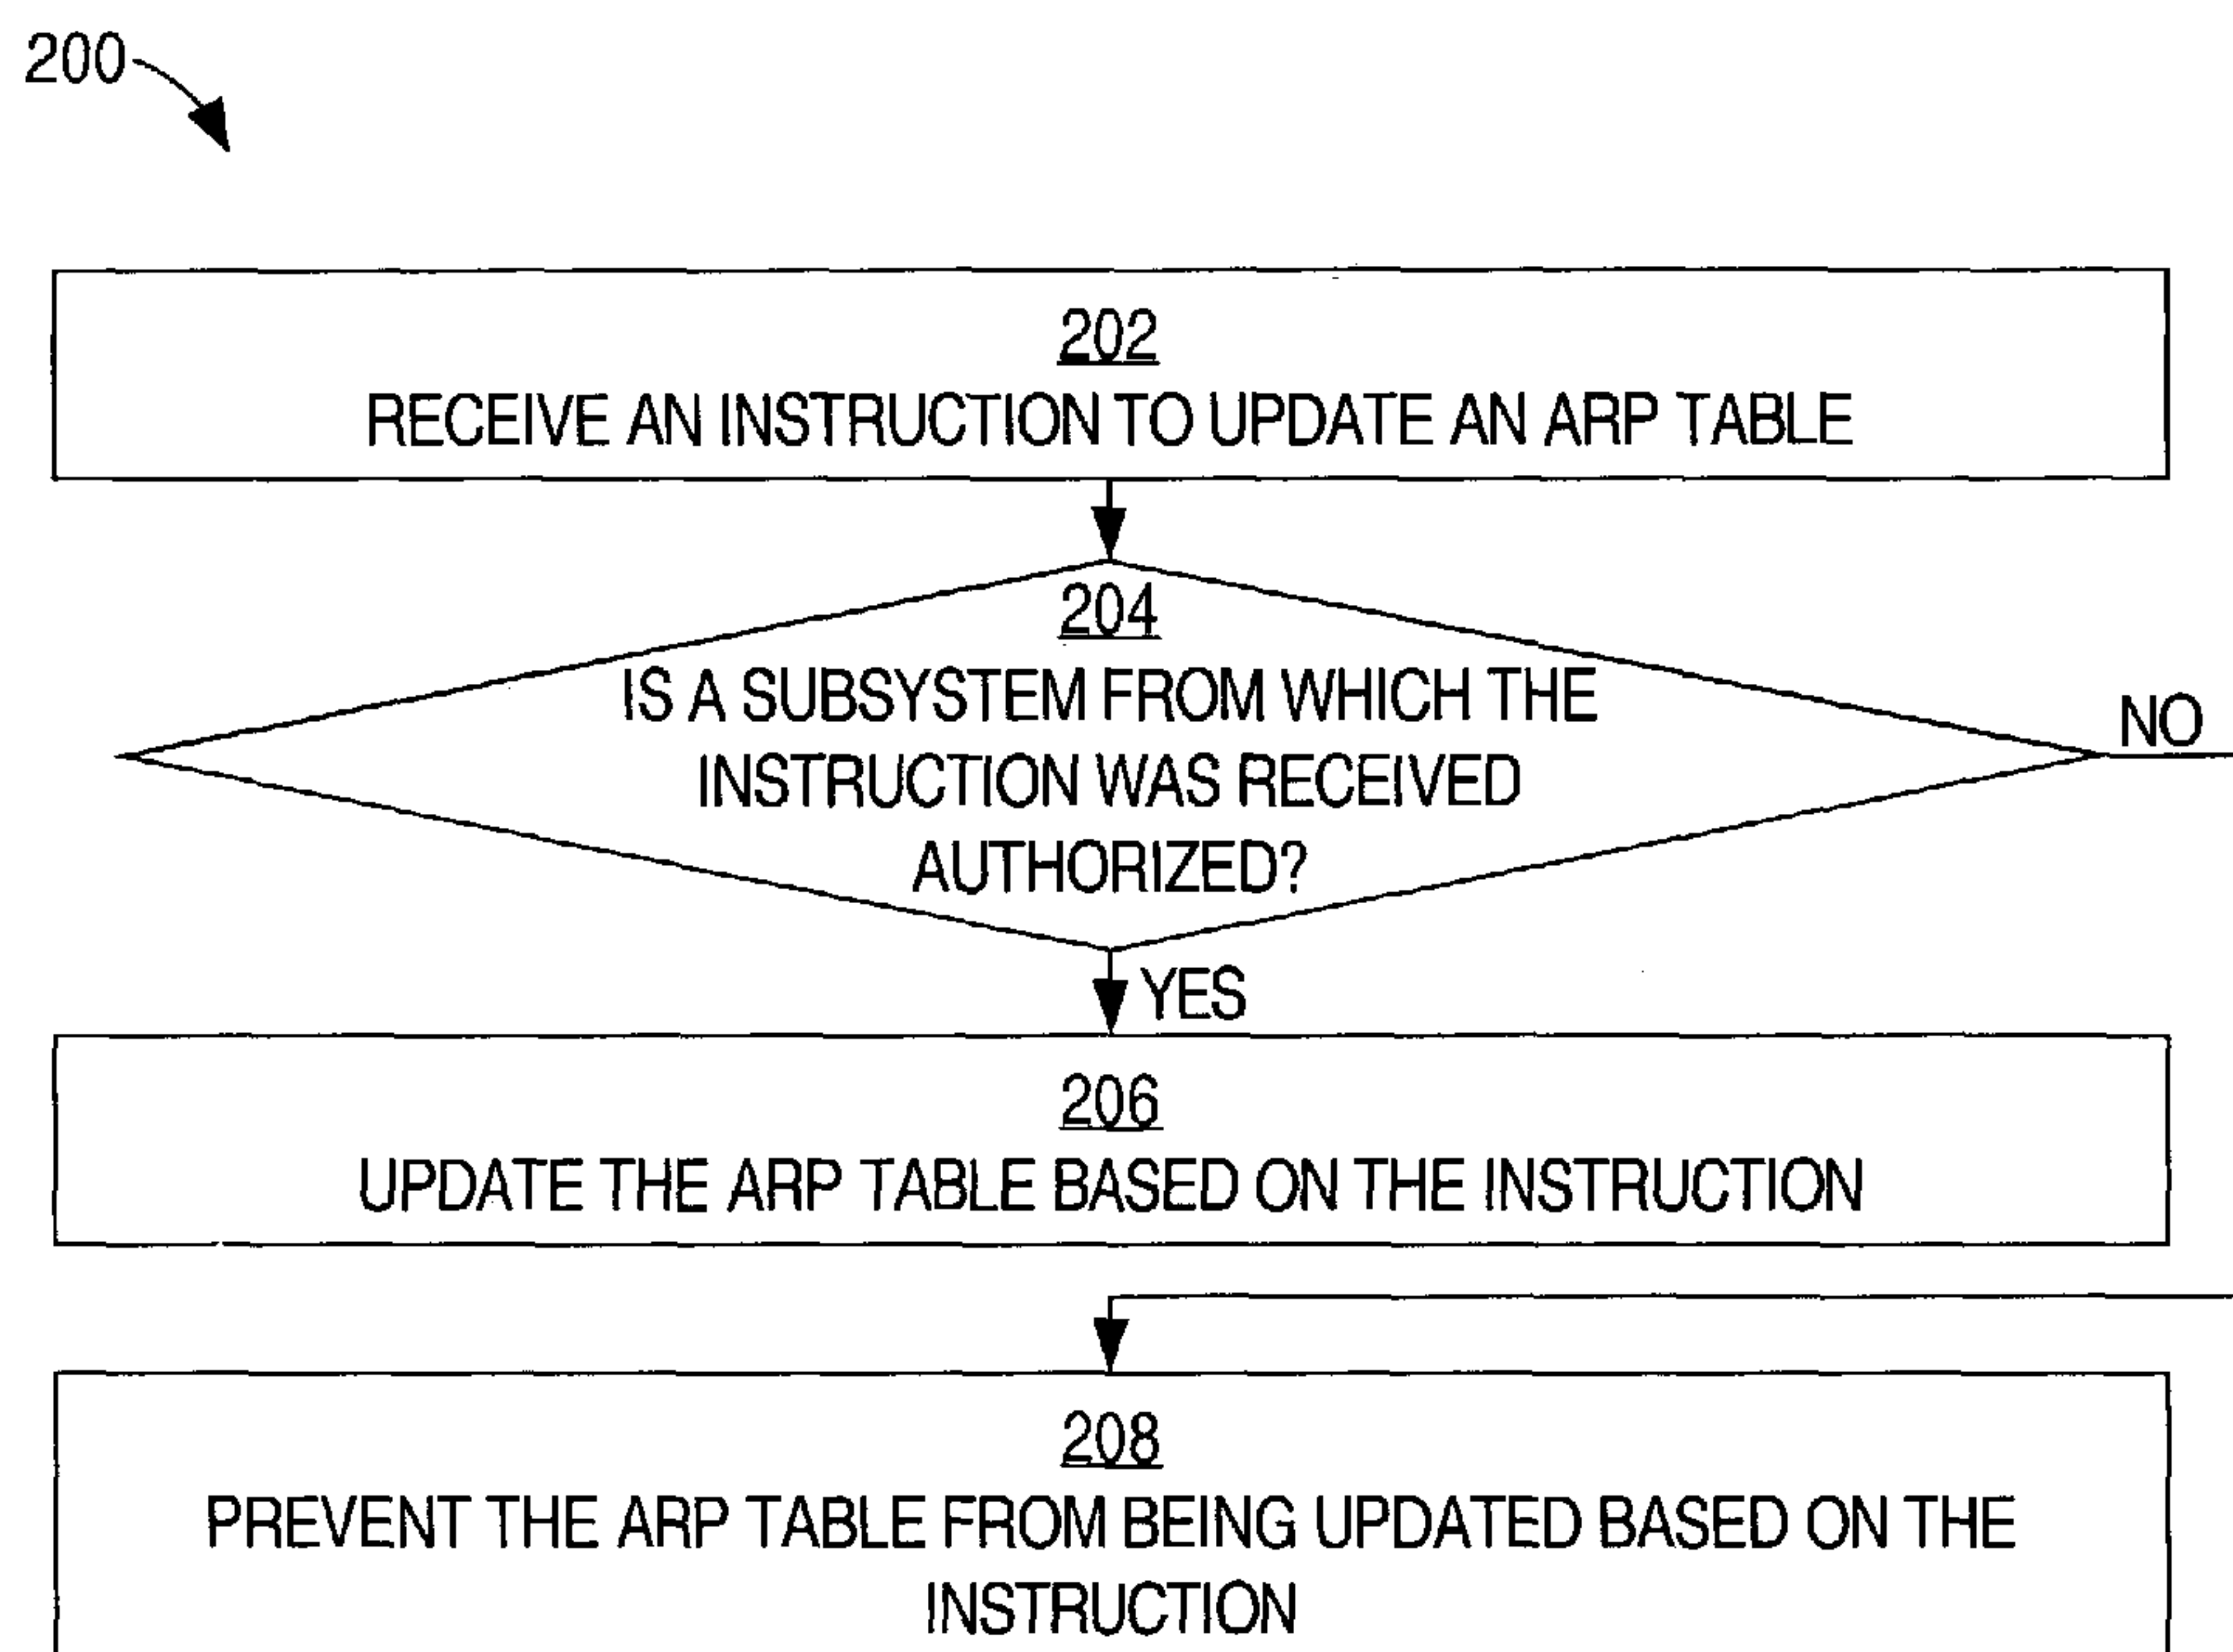 200
202
RECEIVE AN INSTRUCTION TO UPDATE AN ARP TABLE
204
IS A SUBSYSTEM FROM WHICH THE
INSTRUCTION WAS RECEIVED
AUTHORIZED?
NO
YES
206
UPDATE THE ARP TABLE BASED ON THE INSTRUCTION
208
PREVENT THE ARP TABLE FROM BEING UPDATED BASED ON THE
INSTRUCTION